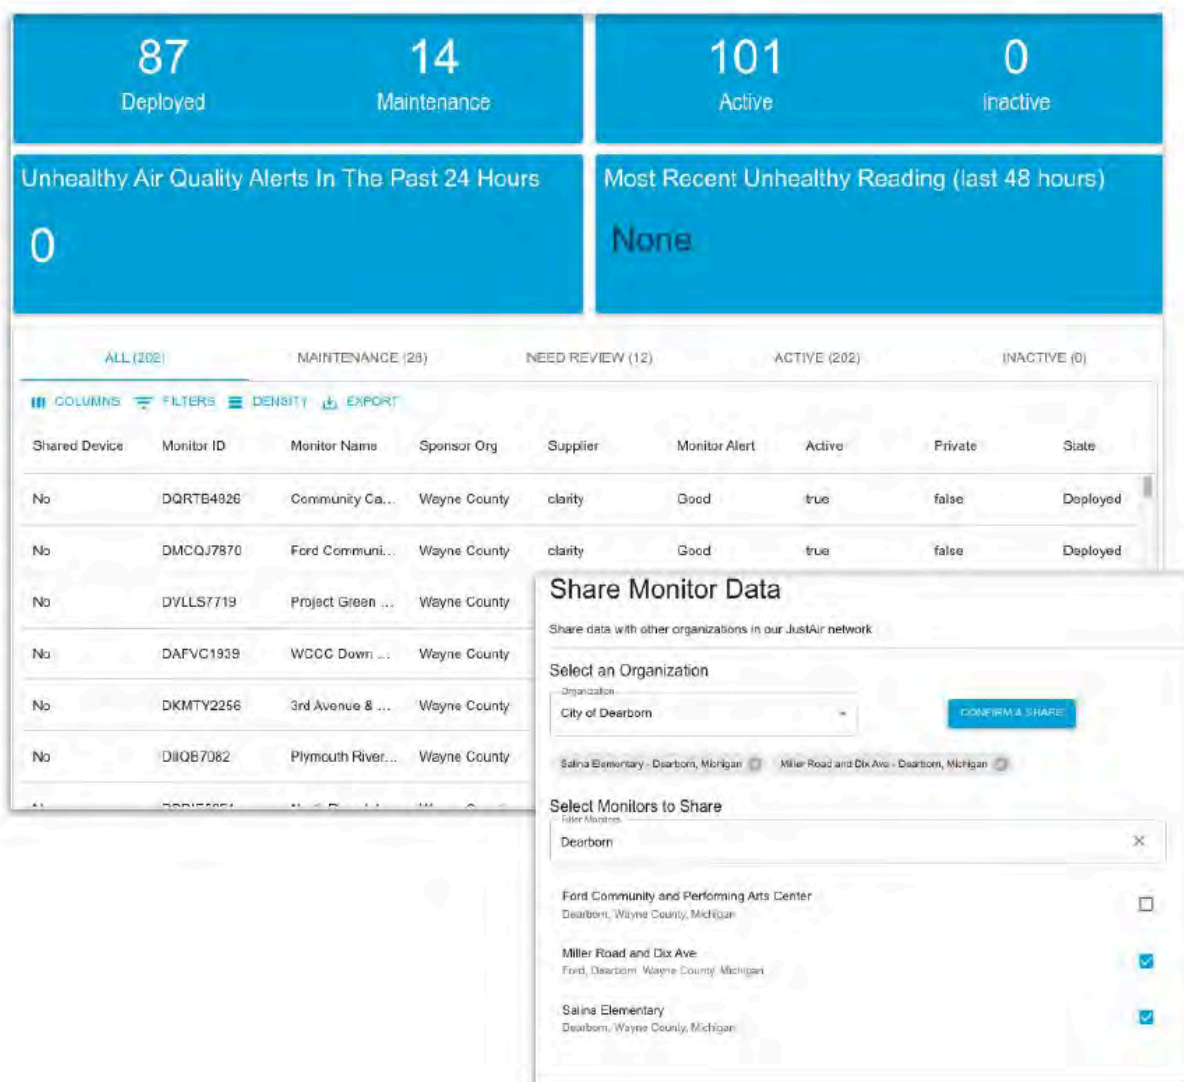 87 14 101 0
Deployed Maintenance Active Inactive
Unhealthy Air Quality Alerts In The Past 24 Hours
0
Most Recent Unhealthy Reading (last 48 hours)
None
ALL (202) MAINTENANCE (28) NEED REVIEW (12) ACTIVE (202) INACTIVE (0)
COLUMNS FILTERS DENSITY EXPORT
Shared Device Monitor ID Monitor Name Sponsor Org Supplier Monitor Alert Active Private State
No DQRTB4826 Community Ca... Wayne County clarity Good true false Deployed
No DMCQJ7870 Ford Communi... Wayne County clarity Good true false Deployed
No DVLLS7719 Project Green ... Wayne County
No DAFVC1939 WCCC Down ... Wayne County
No DKMTY2256 3rd Avenue & ... Wayne County
No Plymouth River... Wayne County
Share Monitor Data
Share data with other organizations in our JustAir network
Select an Organization
Organization
City of Dearborn
CONFIRM & SHARE
Salina Elementary - Dearborn, Michigan Miller Road and Dix Ave - Dearborn, Michigan
Select Monitors to Share
Filter Monitors
Dearborn
Ford Community and Performing Arts Center
Dearborn, Wayne County, Michigan
Miller Road and Dix Ave
Ford, Dearborn, Wayne County, Michigan
Salina Elementary
Dearborn, Wayne County, Michigan